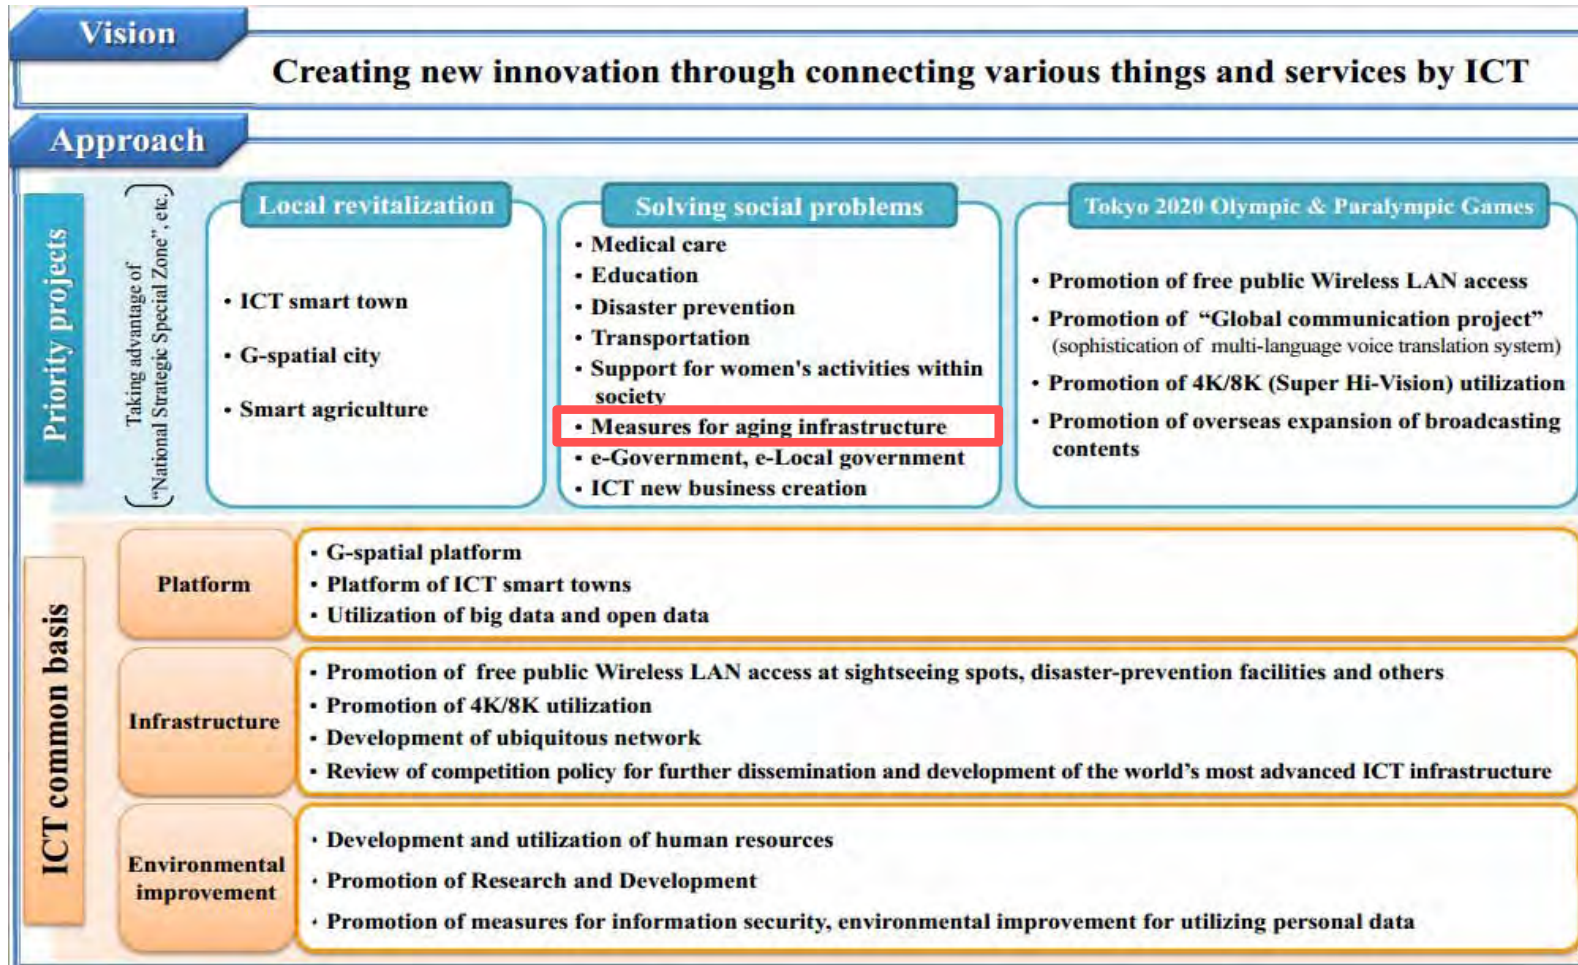 Vision
Creating new innovation through connecting various things and services by ICT
Approach
Priority projects
Taking advantage of
"National Strategic Special Zone", etc.
Local revitalization
• ICT smart town
• G-spatial city
• Smart agriculture
Solving social problems
• Medical care
• Education
• Disaster prevention
• Transportation
• Support for women's activities within
society
• Measures for aging infrastructure
• e-Government, e-Local government
• ICT new business creation
Tokyo 2020 Olympic & Paralympic Games
• Promotion of free public Wireless LAN access
• Promotion of “Global communication project”
(sophistication of multi-language voice translation system)
• Promotion of 4K/8K (Super Hi-Vision) utilization
• Promotion of overseas expansion of broadcasting
contents
ICT common basis
Platform
• G-spatial platform
• Platform of ICT smart towns
• Utilization of big data and open data
Infrastructure
• Promotion of free public Wireless LAN access at sightseeing spots, disaster-prevention facilities and others
• Promotion of 4K/8K utilization
• Development of ubiquitous network
• Review of competition policy for further dissemination and development of the world’s most advanced ICT infrastructure
Environmental
improvement
・Development and utilization of human resources
・Promotion of Research and Development
・Promotion of measures for information security, environmental improvement for utilizing personal data